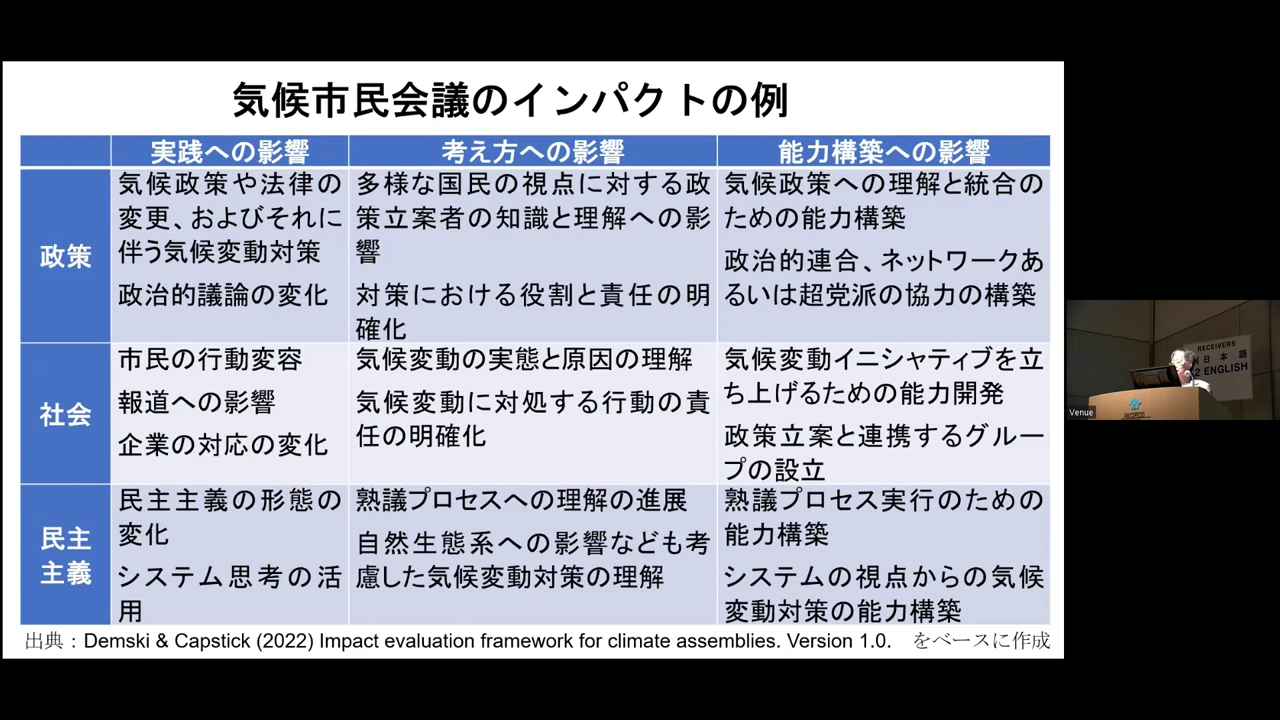 気候市民会議のインパクトの例
実践への影響
考え方への影響
能力構築への影響
政策
気候政策や法律の
変更、およびそれに
伴う気候変動対策
政治的議論の変化
多様な国民の視点に対する政
策立案者の知識と理解への影
響
対策における役割と責任の明
確化
気候政策への理解と統合の
ための能力構築
政治的連合、ネットワークあ
るいは超党派の協力の構築
社会
市民の行動変容
報道への影響
企業の対応の変化
気候変動の実態と原因の理解
気候変動に対処する行動の責
任の明確化
気候変動イニシャティブを立
ち上げるための能力開発
政策立案と連携するグルー
プの設立
民主
主義
民主主義の形態の
変化
システム思考の活
用
熟議プロセスへの理解の進展
自然生態系への影響なども考
慮した気候変動対策の理解
熟議プロセス実行のための
能力構築
システムの視点からの気候
変動対策の能力構築
出典：Demski & Capstick (2022) Impact evaluation framework for climate assemblies. Version 1.0. をベースに作成
RECEIVERS
日本語
2 ENGLISH
Venue